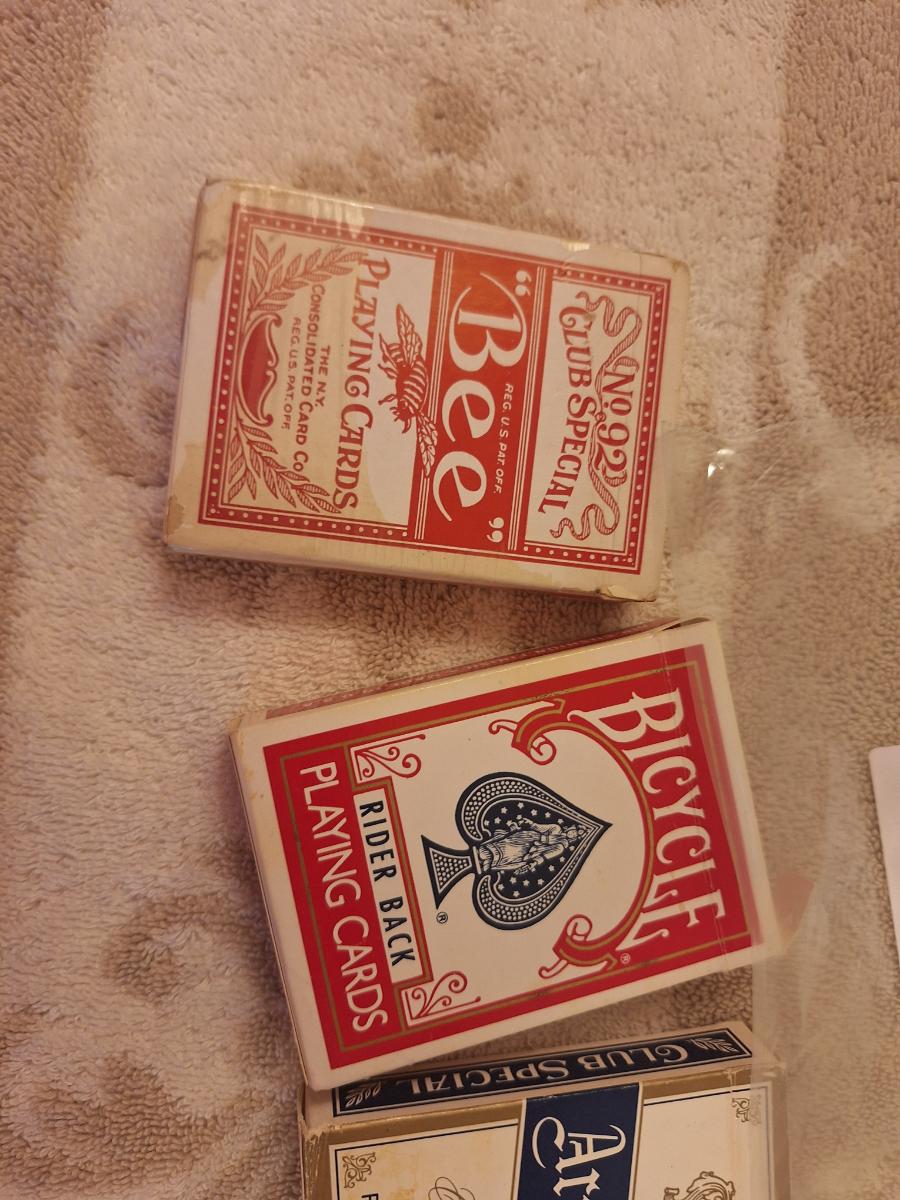 No. 92
CLUB SPECIAL
"Bee"
REG. U.S. PAT. OFF.
PLAYING CARDS
THE N.Y.
CONSOLIDATED CARD CO
REG. U.S. PAT. OFF.
BICYCLE
®
®
RIDER BACK
PLAYING CARDS
CLUB SPECIAL
Ar